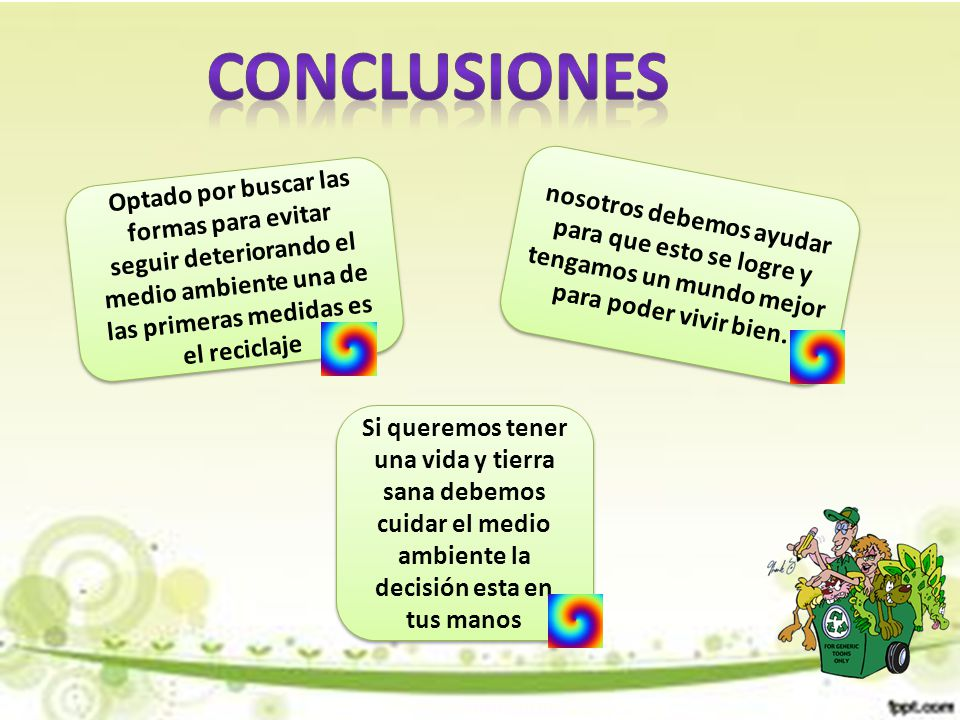 CONCLUSIONES
Optado por buscar las
formas para evitar
seguir deteriorando el
medio ambiente una de
las primeras medidas es
el reciclaje
nosotros debemos ayudar
para que esto se logre y
tengamos un mundo mejor
para poder vivir bien.
Si queremos tener
una vida y tierra
sana debemos
cuidar el medio
ambiente la
decisión esta en
tus manos
FOR GENERIC
TOONS
ONLY
fppt.com